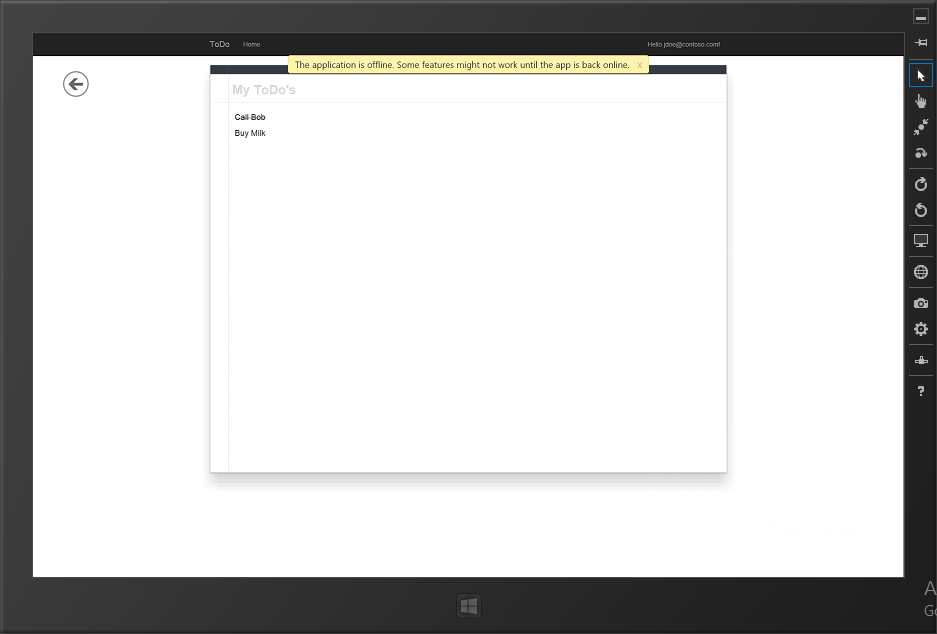 ToDo Home Hello jdoe@contoso.com!
The application is offline. Some features might not work until the app is back online. X
My ToDo's
Call Bob
Buy Milk
?